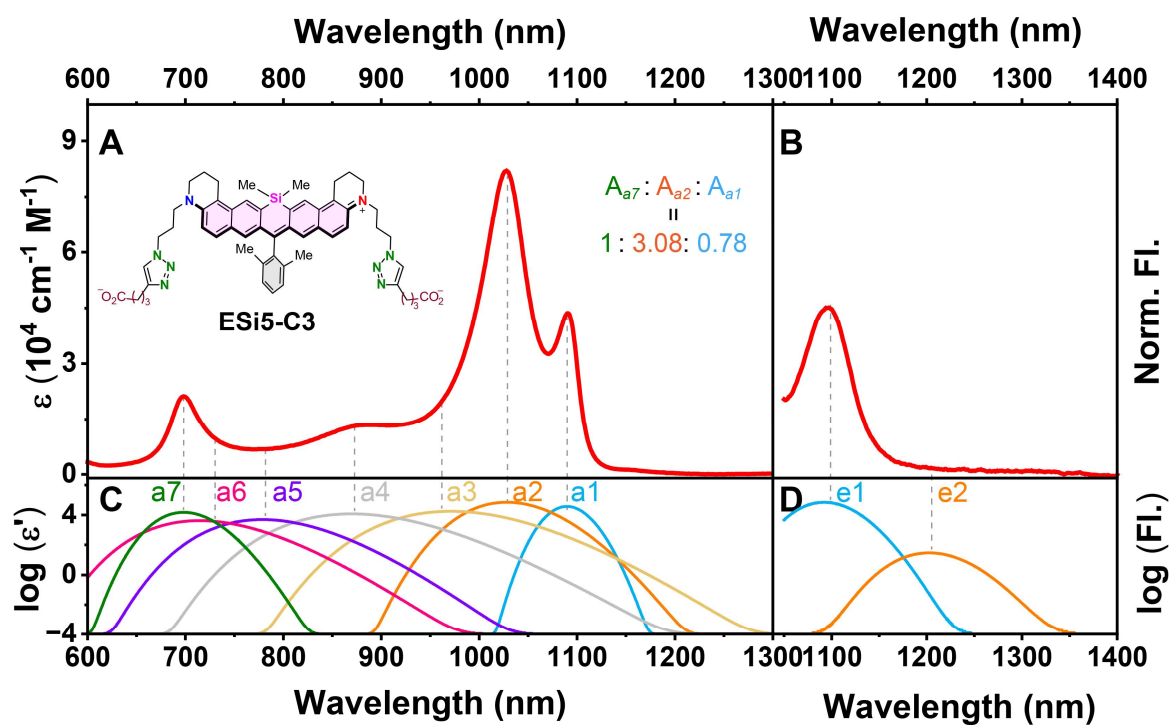 Wavelength (nm) Wavelength (nm)
600 700 800 900 1000 1100 1200 1300 1100 1200 1300 1400
A B
ε (10⁴ cm⁻¹ M⁻¹)
9
6
3
0
Me Me
Si
N N
+
Me Me
N N
N N
N N
⁻O₂C ( )₃ ( )₃ CO₂⁻
ESi5-C3
Aa7 : Aa2 : Aa1
=
1 : 3.08: 0.78
Norm. Fl.
C D
a7 a6 a5 a4 a3 a2 a1 e1 e2
log (ε')
4
0
−4
log (Fl.)
600 700 800 900 1000 1100 1200 1300 1100 1200 1300 1400
Wavelength (nm) Wavelength (nm)